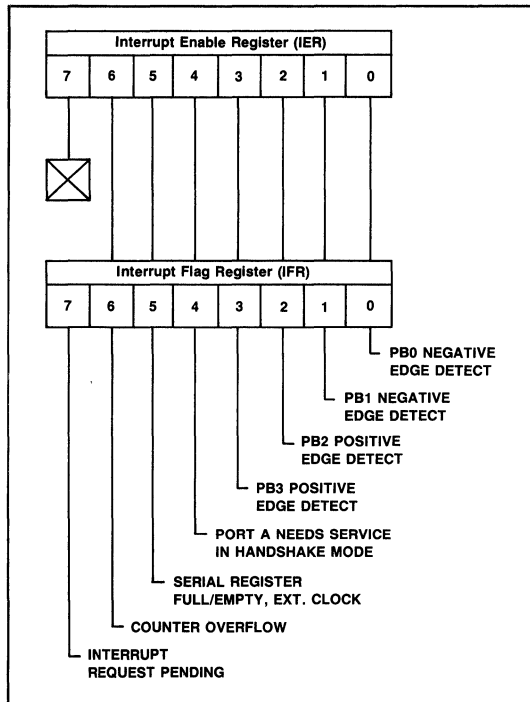 Interrupt Enable Register (IER)
7 6 5 4 3 2 1 0
Interrupt Flag Register (IFR)
7 6 5 4 3 2 1 0
PB0 NEGATIVE
EDGE DETECT
PB1 NEGATIVE
EDGE DETECT
PB2 POSITIVE
EDGE DETECT
PB3 POSITIVE
EDGE DETECT
PORT A NEEDS SERVICE
IN HANDSHAKE MODE
SERIAL REGISTER
FULL/EMPTY, EXT. CLOCK
COUNTER OVERFLOW
INTERRUPT
REQUEST PENDING